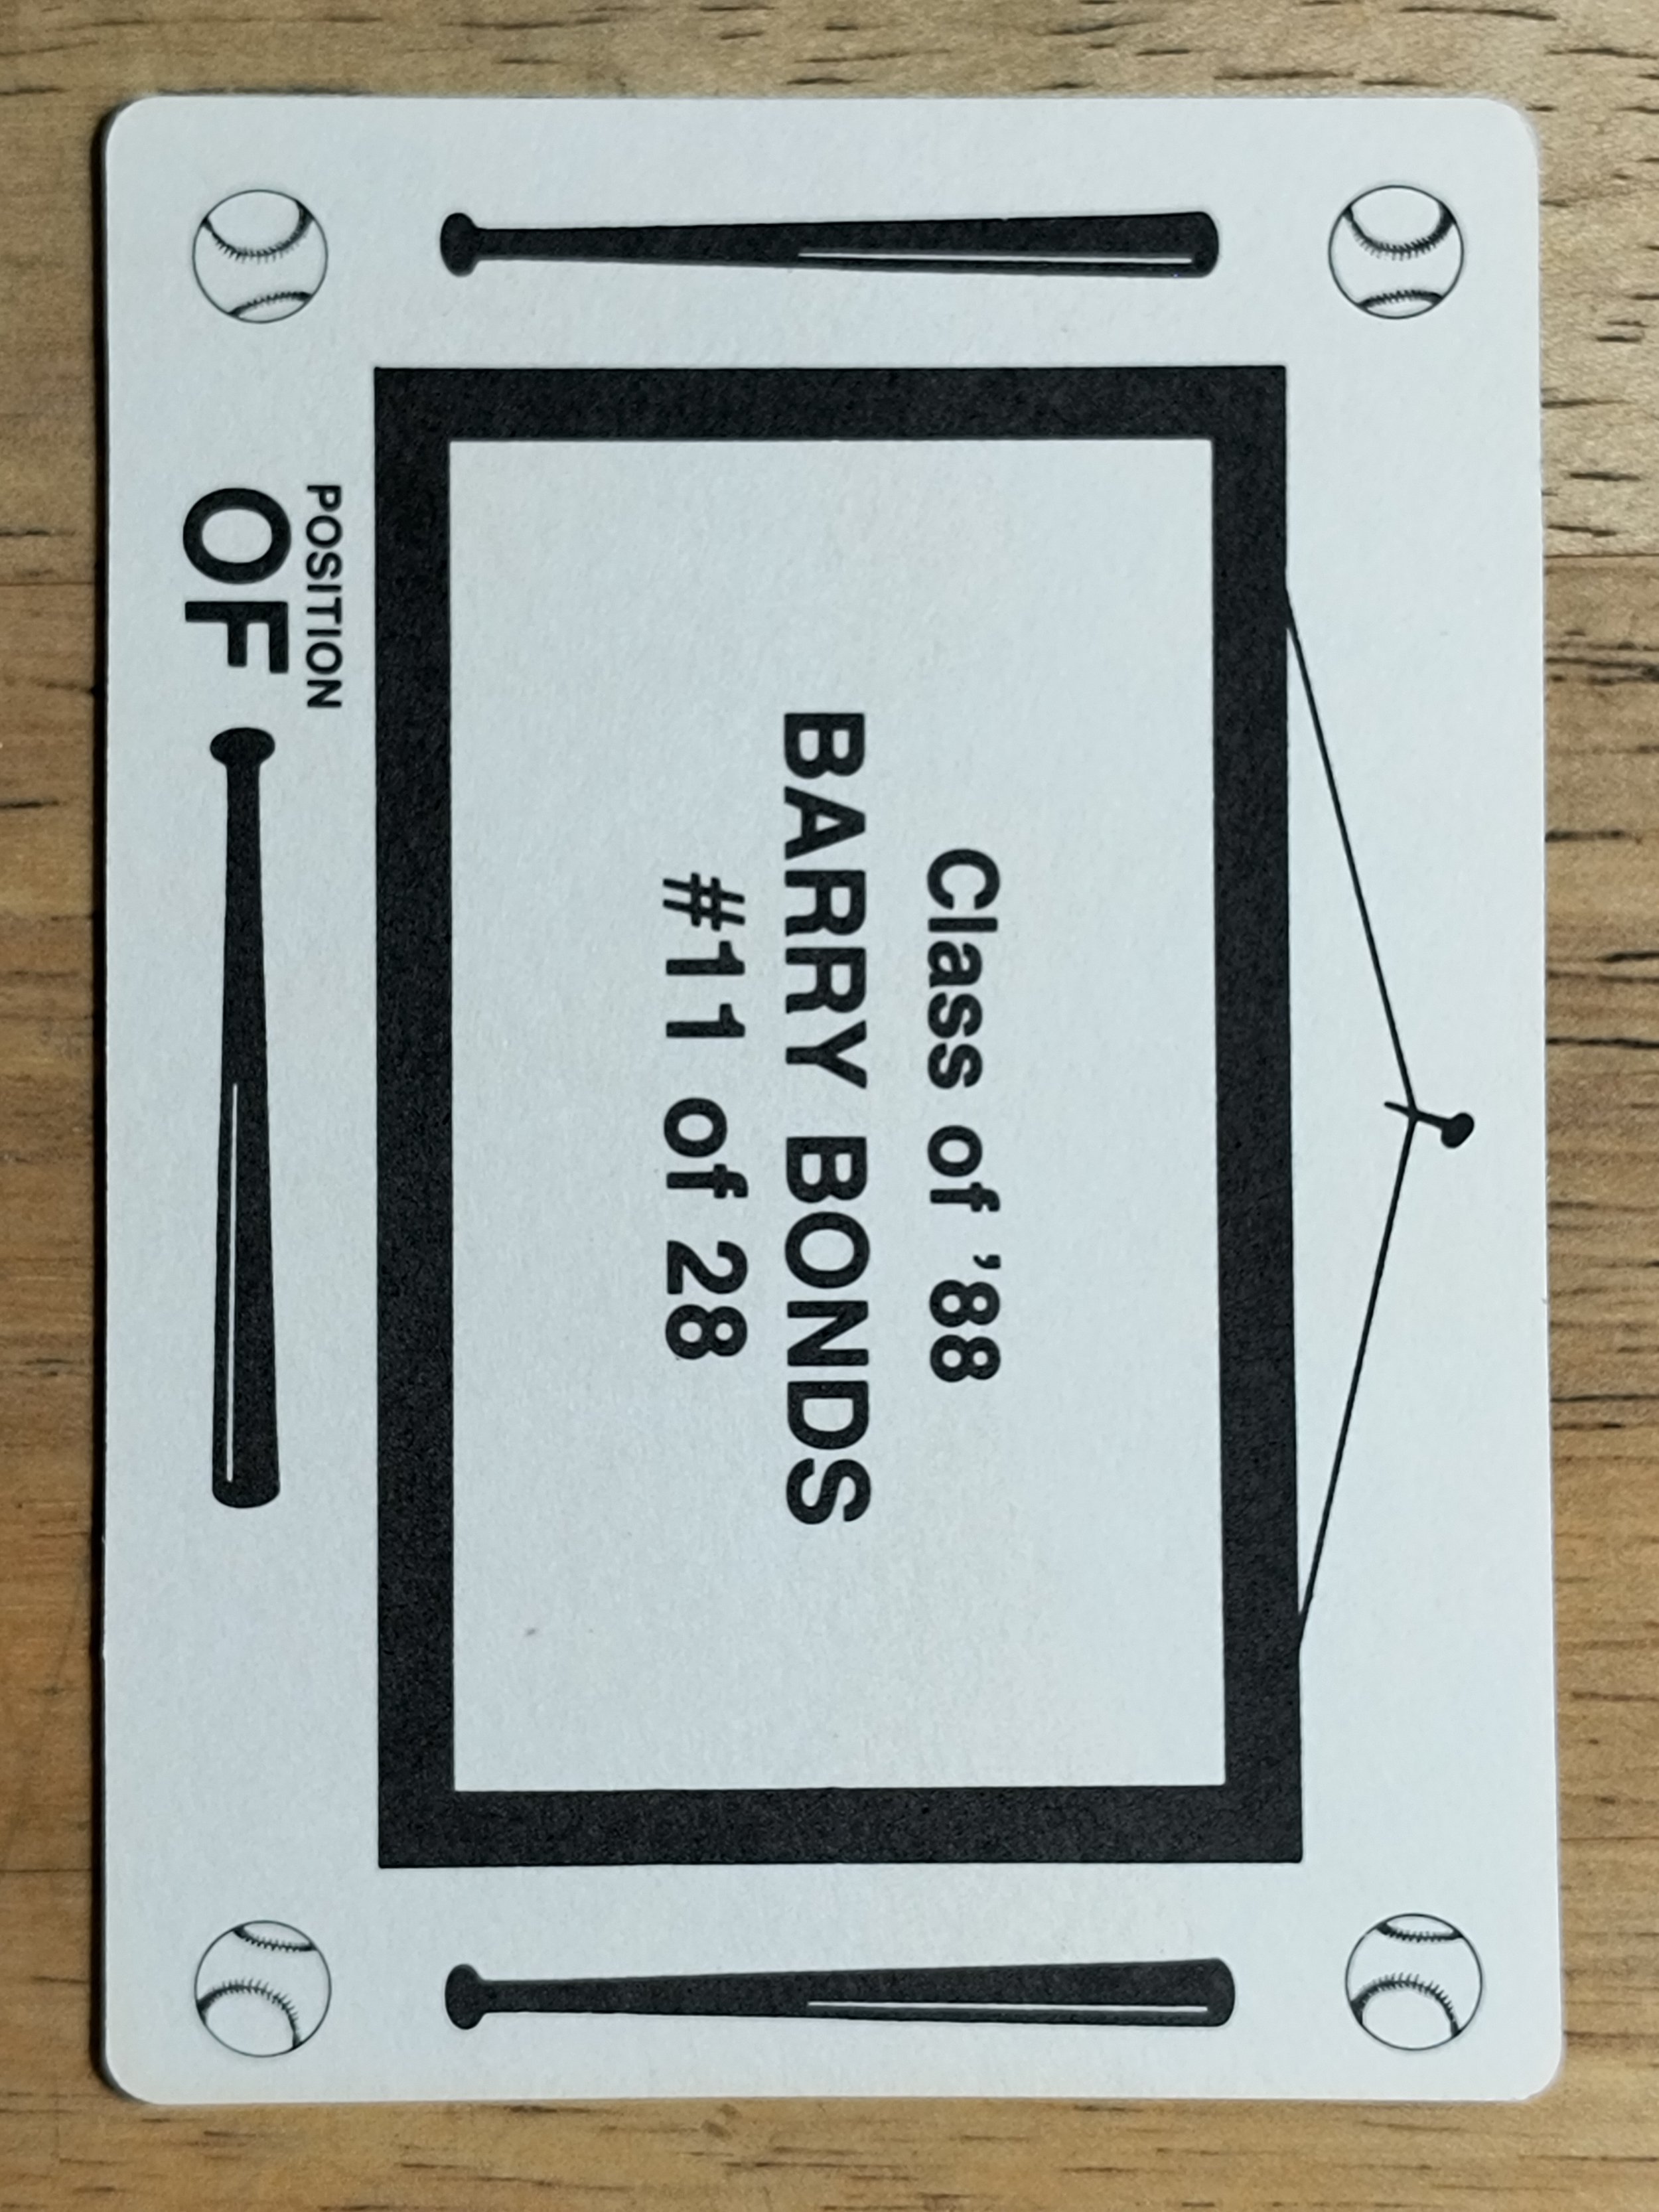 Class of '88
BARRY BONDS
#11 of 28
POSITION
OF